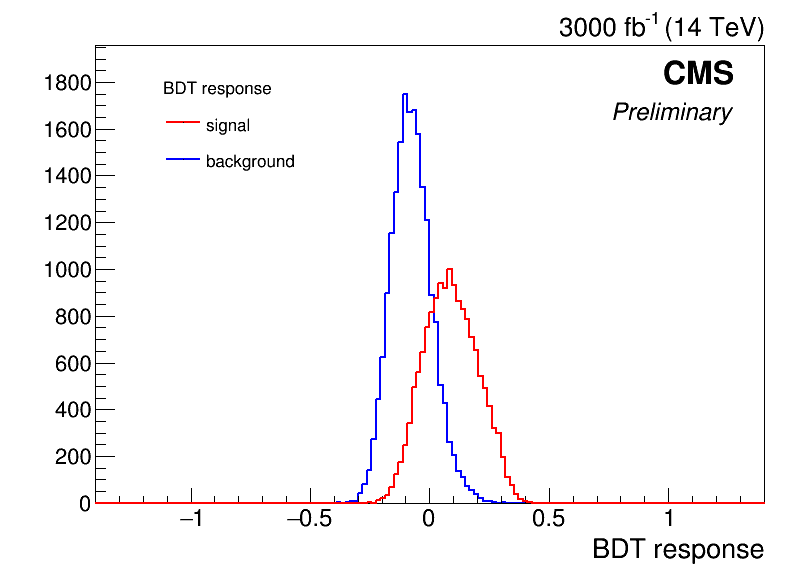 3000 fb-1 (14 TeV)
CMS
Preliminary
BDT response
signal
background
1800
1600
1400
1200
1000
800
600
400
200
0
−1
−0.5
0
0.5
1
BDT response